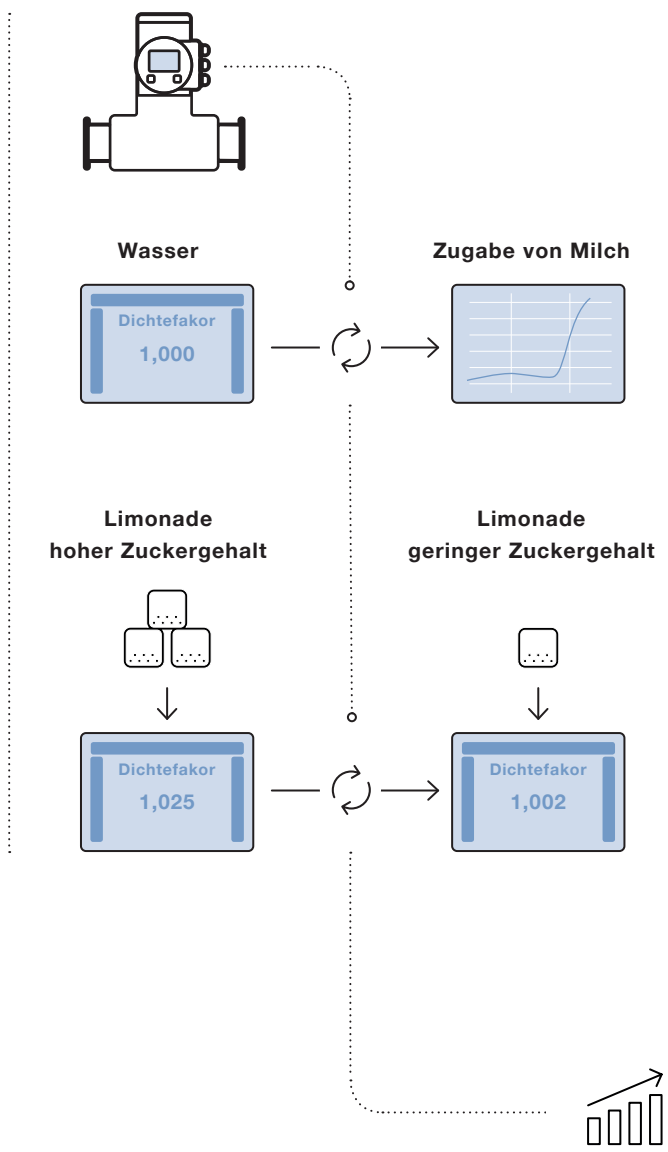 Wasser
Zugabe von Milch
Dichtefakor
1,000
Limonade
hoher Zuckergehalt
Limonade
geringer Zuckergehalt
Dichtefakor
1,025
Dichtefakor
1,002